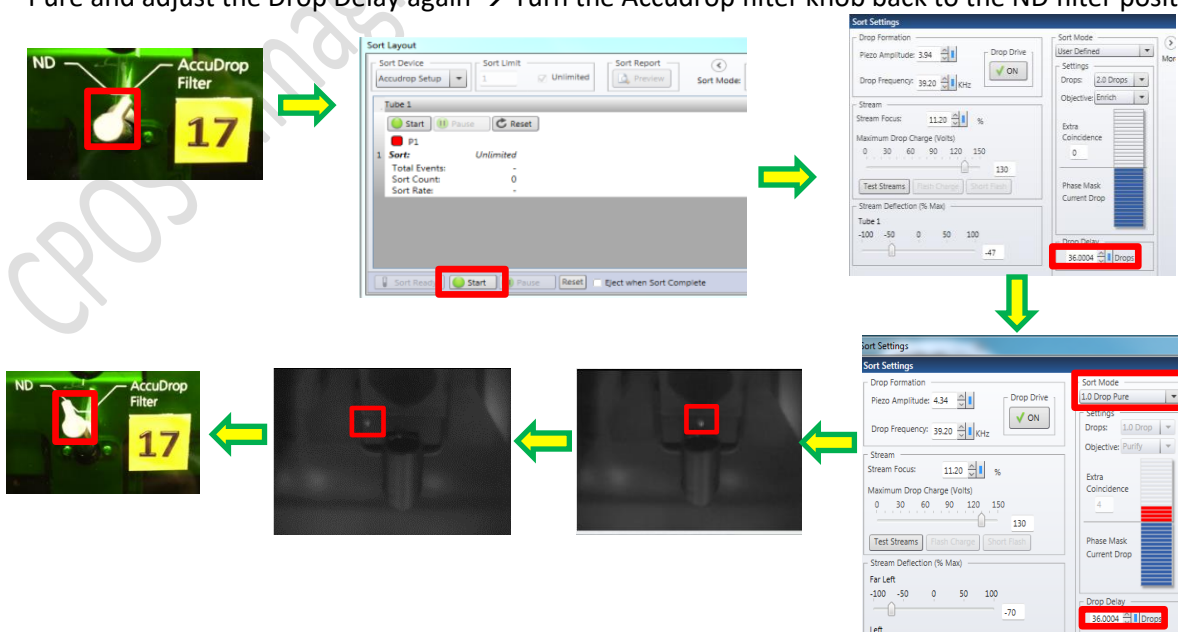 Pure and adjust the Drop Delay again → Turn the Accudrop filter knob back to the ND filter posit
CPOS
ND
AccuDrop
Filter
17
Sort Layout
Sort Device
Accudrop Setup
Sort Limit
1
Unlimited
Sort Report
Preview
Sort Mode:
Tube 1
Start
Pause
Reset
P1
1 Sort: Unlimited
Total Events: -
Sort Count: 0
Sort Rate: -
Sort Ready
Start
Pause
Reset
Eject when Sort Complete
Sort Settings
Drop Formation
Piezo Amplitude: 3.94
Drop Frequency: 39.20 KHz
Drop Drive
ON
Stream
Stream Focus: 11.20 %
Maximum Drop Charge (Volts)
0 30 60 90 120 150
130
Test Streams
Flash Charge
Short Flash
Stream Deflection (% Max)
Tube 1
-100 -50 0 50 100
-47
Sort Mode
User Defined
Mor
Settings
Drops: 2.0 Drops
Objective: Enrich
Extra
Coincidence
0
Phase Mask
Current Drop
Drop Delay
36.0004 Drops
ND
AccuDrop
Filter
17
Sort Settings
Sort Settings
Drop Formation
Piezo Amplitude: 4.34
Drop Frequency: 39.20 KHz
Drop Drive
ON
Stream
Stream Focus: 11.20 %
Maximum Drop Charge (Volts)
0 30 60 90 120 150
130
Test Streams
Flash Charge
Short Flash
Stream Deflection (% Max)
Far Left
-100 -50 0 50 100
-70
Left
Sort Mode
1.0 Drop Pure
Settings
Drops: 1.0 Drop
Objective: Purify
Extra
Coincidence
4
Phase Mask
Current Drop
Drop Delay
36.0004 Drops